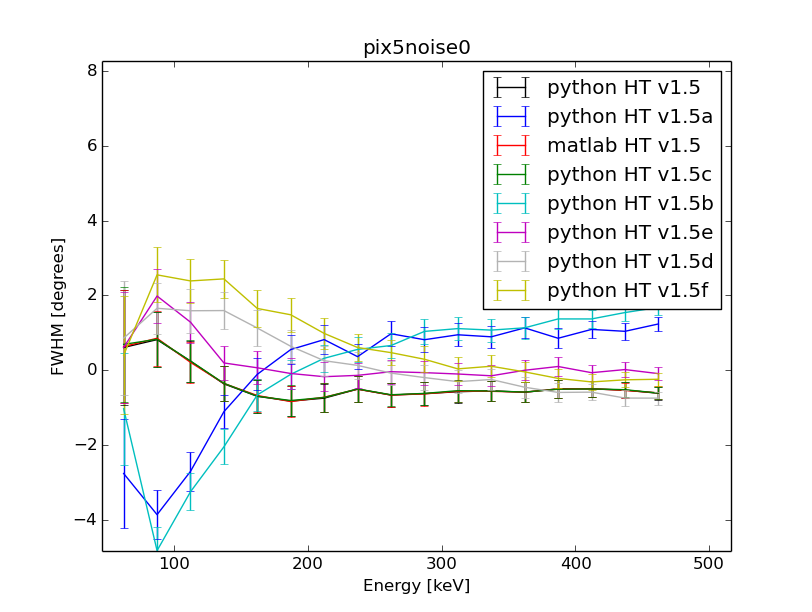 pix5noise0
8
6
4
2
0
−2
−4
FWHM [degrees]
python HT v1.5
python HT v1.5a
matlab HT v1.5
python HT v1.5c
python HT v1.5b
python HT v1.5e
python HT v1.5d
python HT v1.5f
100 200 300 400 500
Energy [keV]